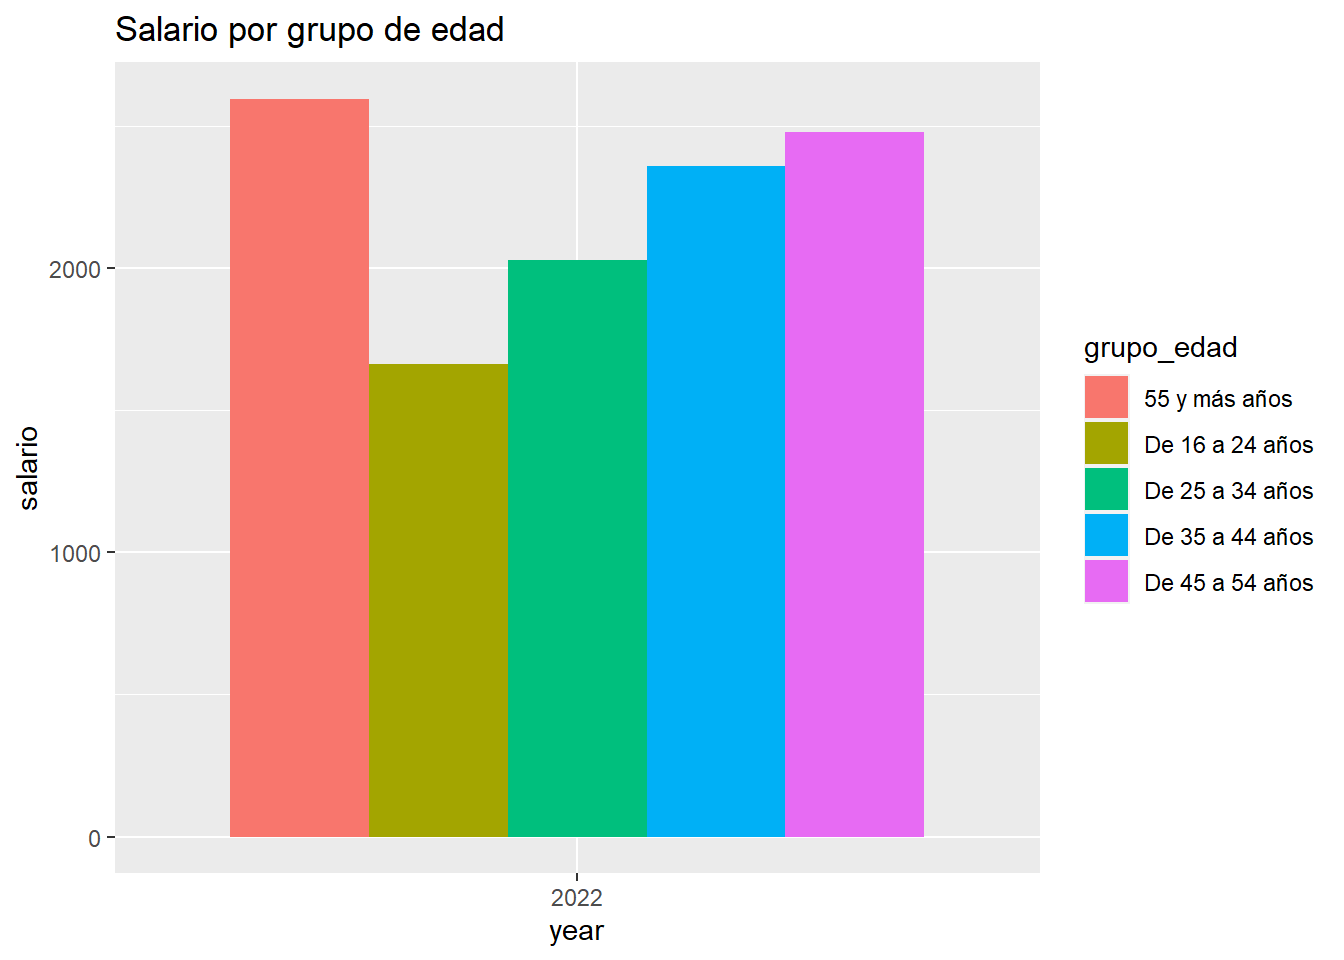 Salario por grupo de edad
salario
2000
1000
0
2022
year
grupo_edad
55 y más años
De 16 a 24 años
De 25 a 34 años
De 35 a 44 años
De 45 a 54 años